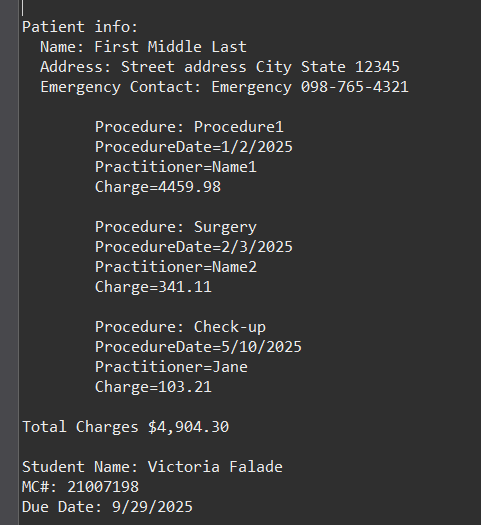 Patient info:
Name: First Middle Last
Address: Street address City State 12345
Emergency Contact: Emergency 098-765-4321
Procedure: Procedure1
ProcedureDate=1/2/2025
Practitioner=Name1
Charge=4459.98
Procedure: Surgery
ProcedureDate=2/3/2025
Practitioner=Name2
Charge=341.11
Procedure: Check-up
ProcedureDate=5/10/2025
Practitioner=Jane
Charge=103.21
Total Charges $4,904.30
Student Name: Victoria Falade
MC#: 21007198
Due Date: 9/29/2025